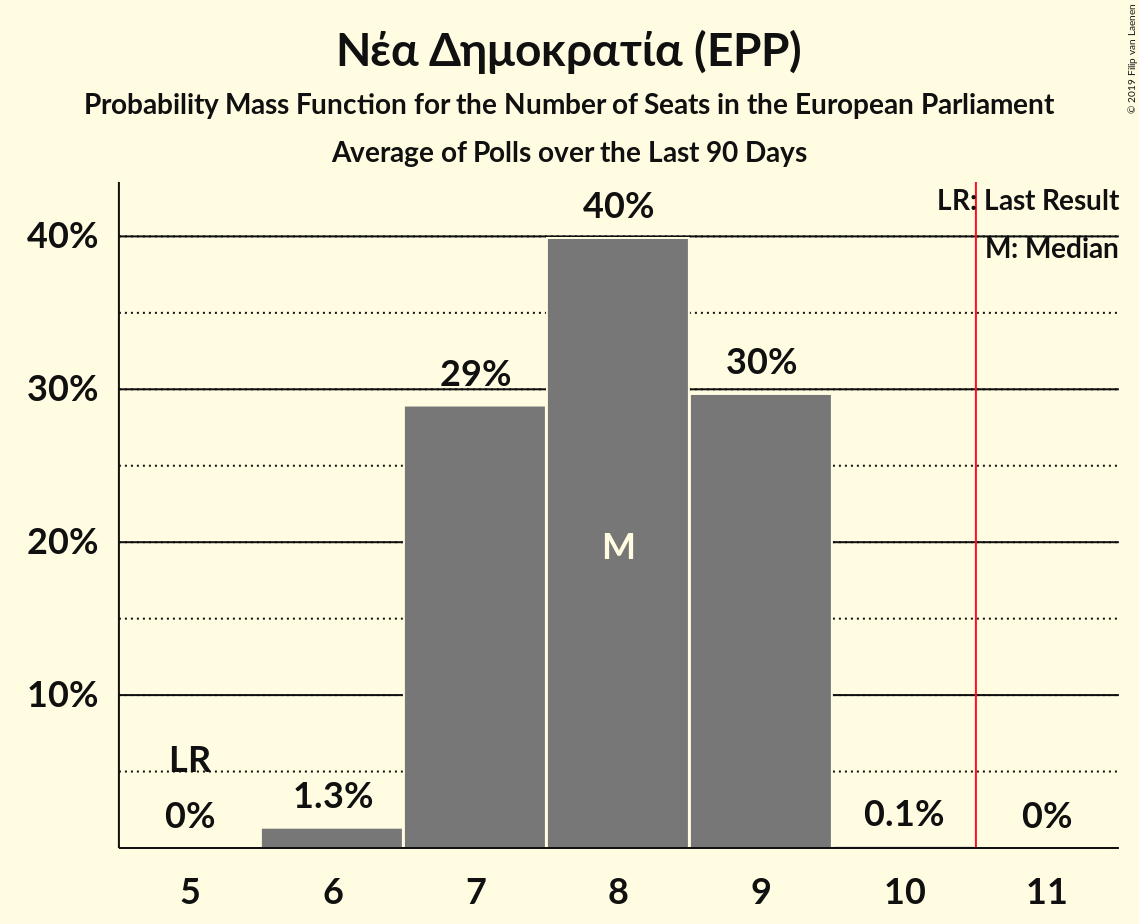 Νέα Δημοκρατία (EPP)
Probability Mass Function for the Number of Seats in the European Parliament
Average of Polls over the Last 90 Days
© 2019 Filip van Laenen
LR: Last Result
M: Median
40%
30%
20%
10%
40%
29%
30%
M
LR
0%
1.3%
0.1%
0%
5 6 7 8 9 10 11